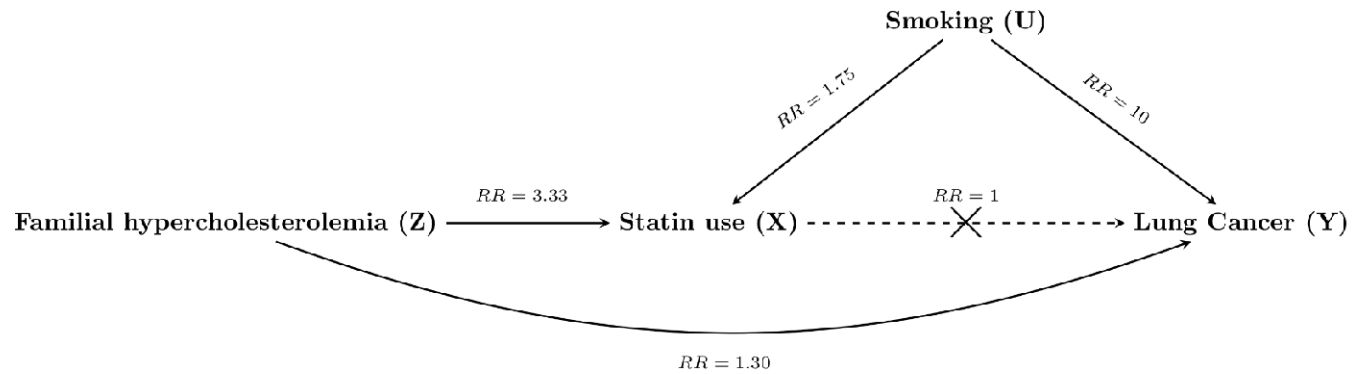 Smoking (U)
RR = 1.75
RR = 10
RR = 3.33
RR = 1
Familial hypercholesterolemia (Z)
Statin use (X)
Lung Cancer (Y)
RR = 1.30